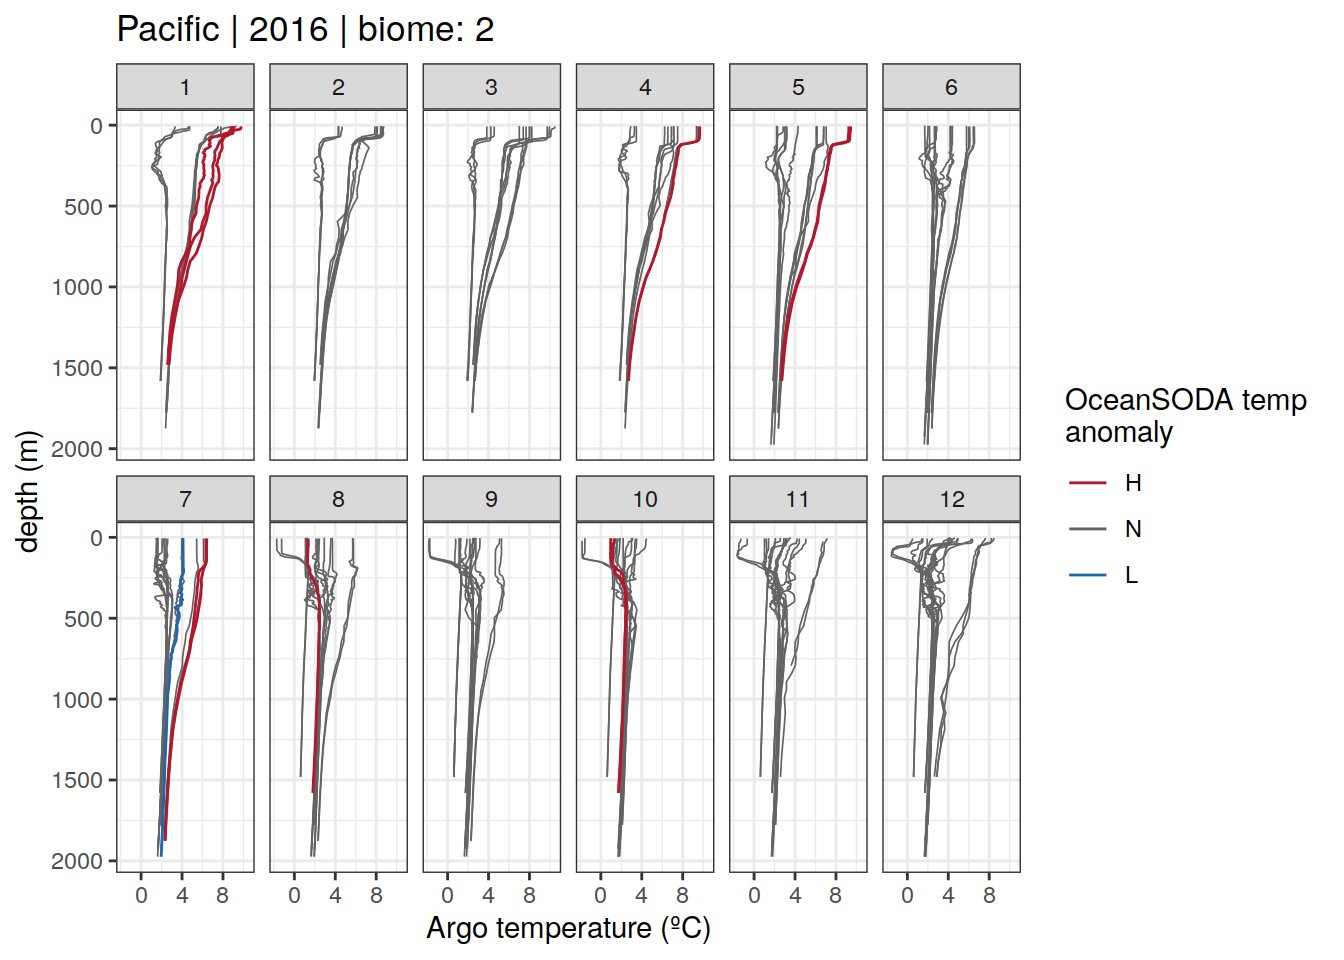 Pacific | 2016 | biome: 2
1 2 3 4 5 6
0
500
1000
1500
2000
7 8 9 10 11 12
0
500
1000
1500
2000
0 4 8 0 4 8 0 4 8 0 4 8 0 4 8 0 4 8
Argo temperature (ºC)
depth (m)
OceanSODA temp
anomaly
H
N
L